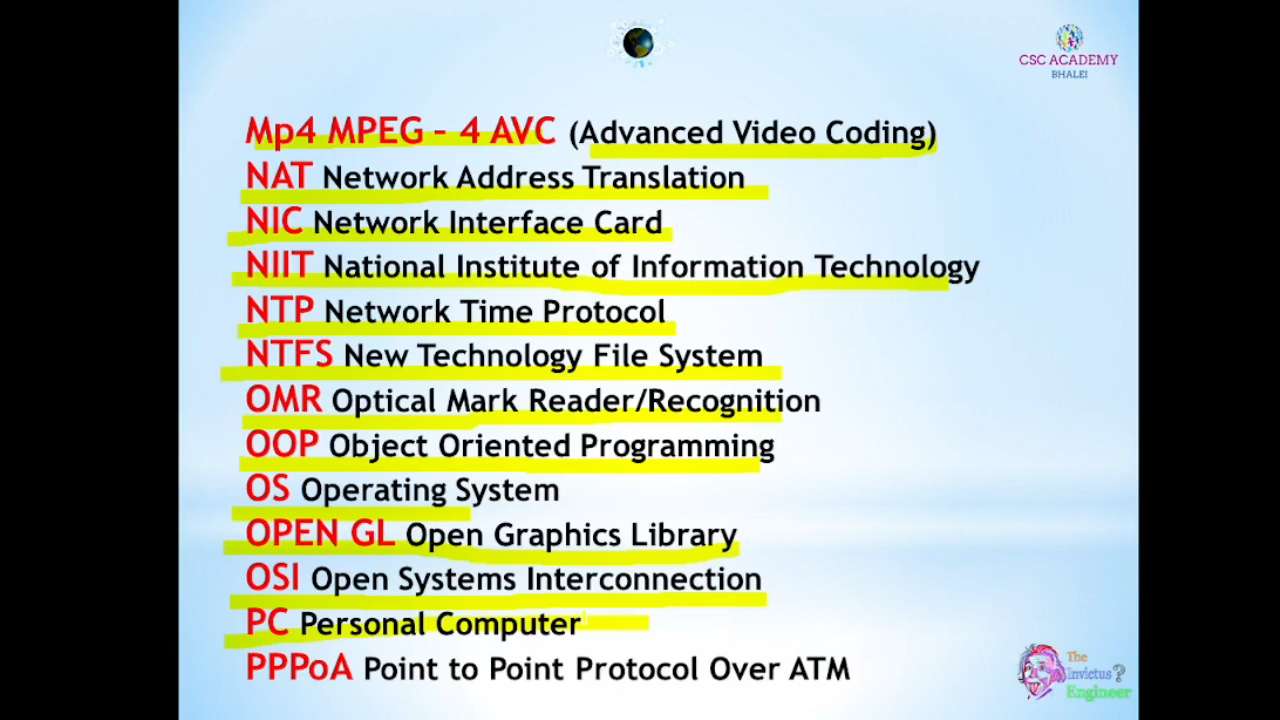 CSC ACADEMY
BHALEI
Mp4 MPEG – 4 AVC (Advanced Video Coding)
NAT Network Address Translation
NIC Network Interface Card
NIIT National Institute of Information Technology
NTP Network Time Protocol
NTFS New Technology File System
OMR Optical Mark Reader/Recognition
OOP Object Oriented Programming
OS Operating System
OPEN GL Open Graphics Library
OSI Open Systems Interconnection
PC Personal Computer
PPPoA Point to Point Protocol Over ATM
The
Invictus ?
Engineer